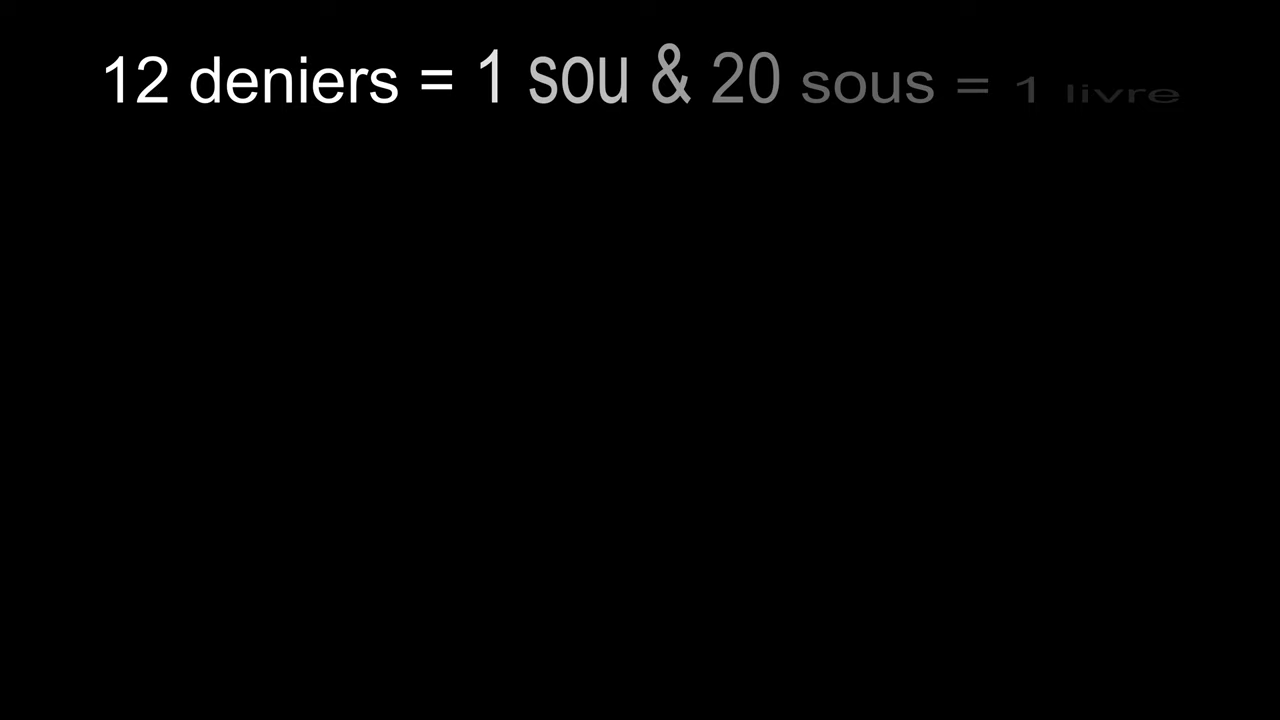 12 deniers = 1 sou & 20 sous = 1 livre